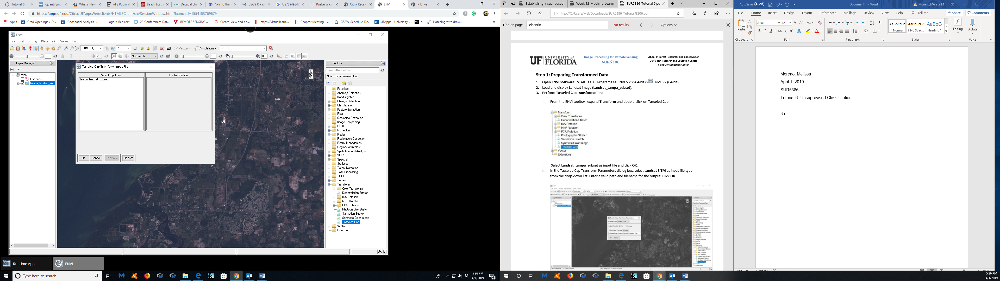 Tutorial 6
Quantifying
What's New
AFS Publicat
Beach Loss
Decadal cha
APIs to the
USGS R Pac
US7894984
Raabe WP.in
Citrix Receiv
ENVI
R Drive
https://apps.ufl.edu/Citrix/UFAppsWeb/clients/HTML5Client/src/SessionWindow.html?launchid=1554153769679
Apps
Grad Openings » D...
Geospatial Analysis ...
Logout Redirect
23 Conferences Dat...
REMOTE SENSING ...
Create, view and ed...
https://virtuallearn...
Chapter Meeting – ...
GSAW-Schedule-De...
UFApps - University...
a
Hatching with draw...
ENVI
File Edit Display Placemarks Views Help
100% (1:1)
0°
Vectors
Annotations
Go To
50
20
No stretch
10
0
Layer Manager
View
Overview
tampa_landsat_subs
Tasseled Cap Transform Input File
Select Input File:
File Information:
tampa_landsat_subset
OK
Cancel
Previous
Open
N
Toolbox
Search the toolbox
/Transform/Tasseled Cap
Favorites
Anomaly Detection
Band Algebra
Change Detection
Classification
Feature Extraction
Filter
Geometric Correction
Image Sharpening
LiDAR
Mosaicking
Radar
Radiometric Correction
Raster Management
Regions of Interest
Spatiotemporal Analysis
SPEAR
Spectral
Statistics
Target Detection
Task Processing
THOR
Terrain
Transform
Color Transforms
Decorrelation Stretch
ICA Rotation
MNF Rotation
PCA Rotation
Photographic Stretch
Saturation Stretch
Synthetic Color Image
Tasseled Cap
Vector
Extensions
Runtime App
ENVI
Type here to search
5:26 PM
4/1/2019
21
Establishing_visual_based_
Week 12_Machine_Learnin
SUR5386_Tutorial 6.pc
file:///C:/Users/Mel/Downloads/SUR5386_Tutorial%206.pdf
Find on page
eleanrin
No results
Options
UF UNIVERSITY of FLORIDA
Image Processing for Remote Sensing
SUR5386
School of Forest Resources and Conservation
Gulf Coast Research and Education Center
Plant City Education Center
Step 1: Preparing Transformed Data
1. Open ENVI software: START >> All Programs >> ENVI 5.x >>64-bit>> ENVI 5.x (64-bit)
2. Load and display Landsat image (Landsat_tampa_subset).
3. Perform Tasseled Cap transformation:
i. From the ENVI toolbox, expand Transform and double-click on Tasseled Cap.
Transform
Color Transforms
Decorrelation Stretch
ICA Rotation
MNF Rotation
PCA Rotation
Photographic Stretch
Saturation Stretch
Synthetic Color Image
Tasseled Cap
Vector
Extensions
ii. Select Landsat_tampa_subset as input file and click OK.
iii. In the Tasseled Cap Transform Parameters dialog box, select Landsat 5 TM as input file type
from the drop-down list. Enter a valid path and filename for the output. Click OK.
AutoSave Off
Document1 - Word
Moreno,Melissa M
File Home Insert Design Layout References Mailings Review View Help Tell me
Share
Comments
Paste
Clipboard
Arial
12
Font
Paragraph
AaBbCcDc
¶ Normal
AaBbCcDc
¶ No Spac...
AaBbCc
Heading 1
Styles
Editing
Dictate
Voice
Moreno, Melissa
April 1, 2019
SUR5386
Tutorial 6- Unsupervised Classification
3.i
5:26 PM
4/1/2019